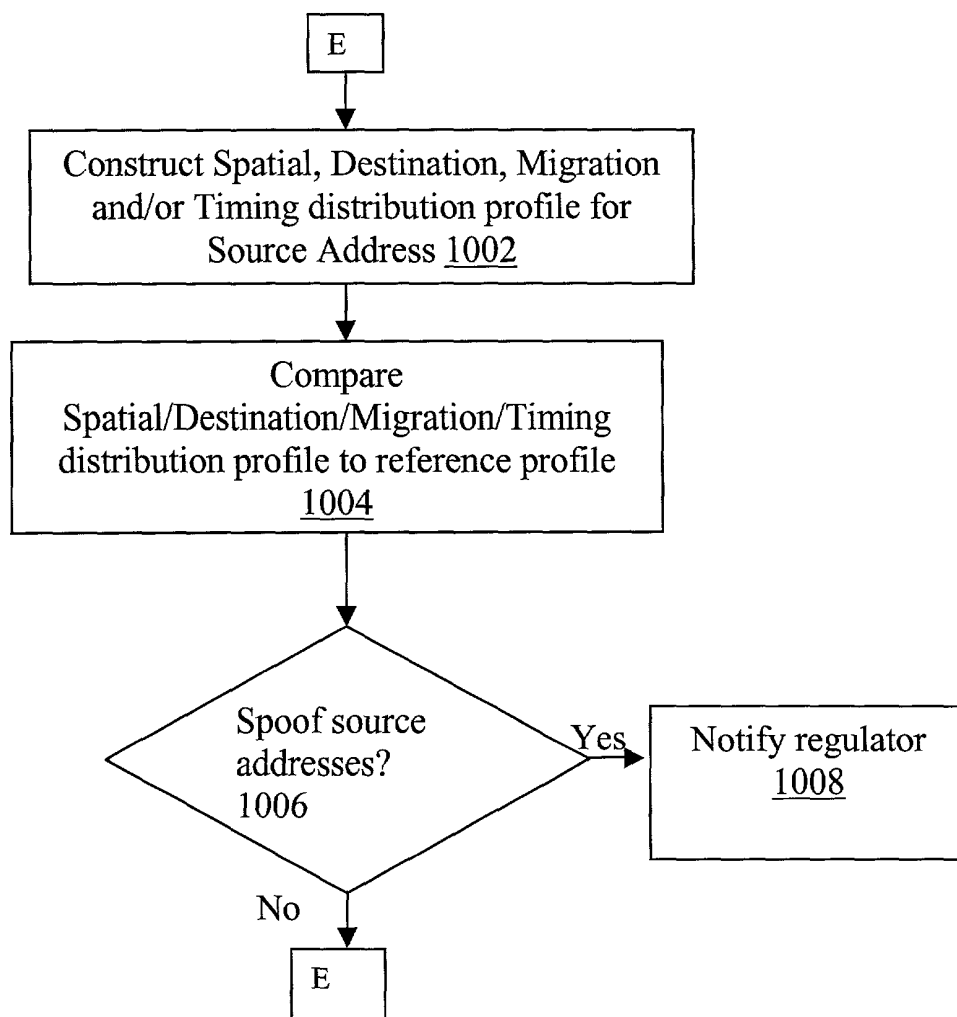 E
Construct Spatial, Destination, Migration
and/or Timing distribution profile for
Source Address 1002
Compare
Spatial/Destination/Migration/Timing
distribution profile to reference profile
1004
Spoof source
addresses?
1006
Yes
Notify regulator
1008
No
E